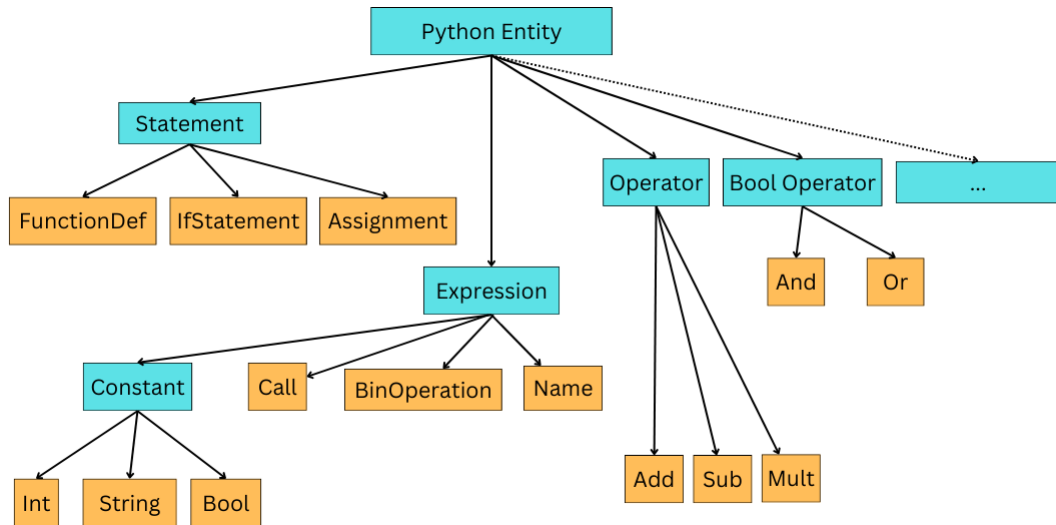 Python Entity
Statement
Operator
Bool Operator
...
FunctionDef
IfStatement
Assignment
And
Or
Expression
Constant
Call
BinOperation
Name
Int
String
Bool
Add
Sub
Mult